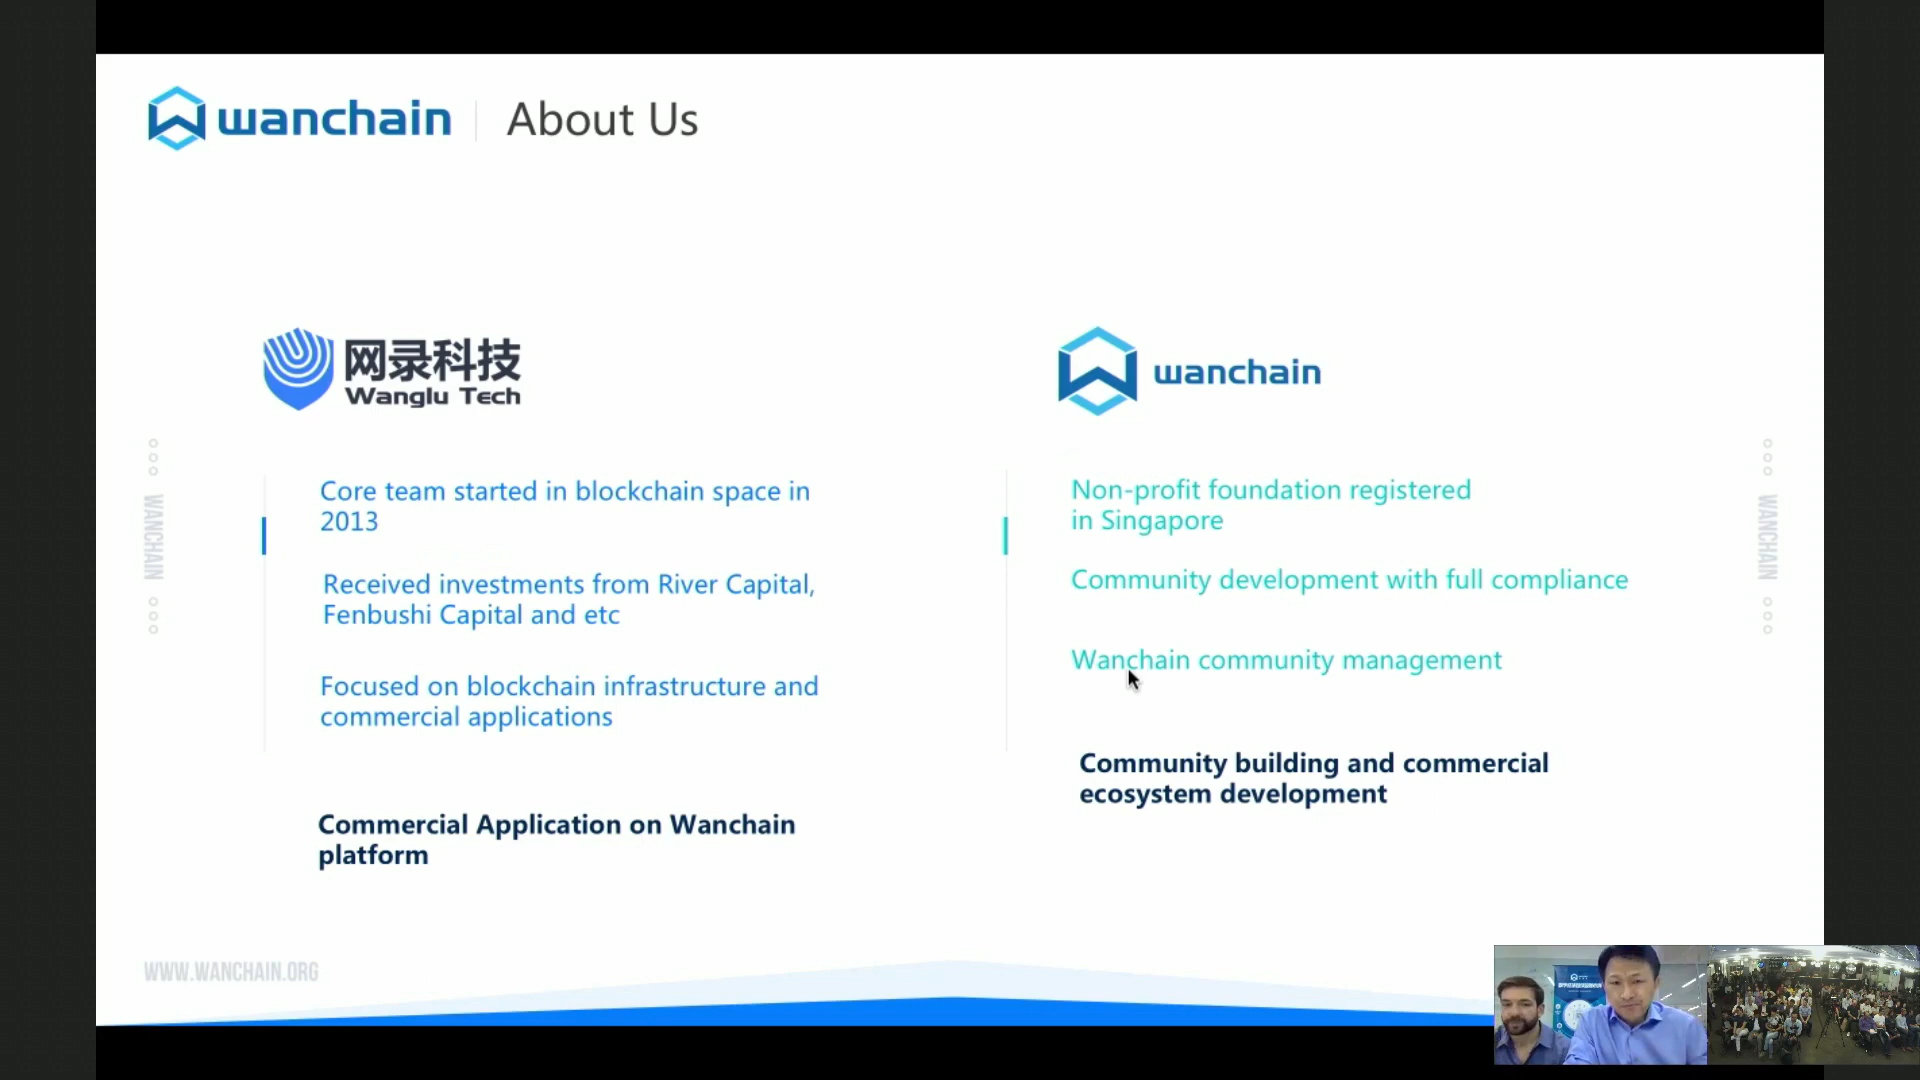 wanchain
About Us
网录科技
Wanglu Tech
Core team started in blockchain space in
2013
Received investments from River Capital,
Fenbushi Capital and etc
Focused on blockchain infrastructure and
commercial applications
Commercial Application on Wanchain
platform
wanchain
Non-profit foundation registered
in Singapore
Community development with full compliance
Wanchain community management
Community building and commercial
ecosystem development
WANCHAIN
WANCHAIN
WWW.WANCHAIN.ORG